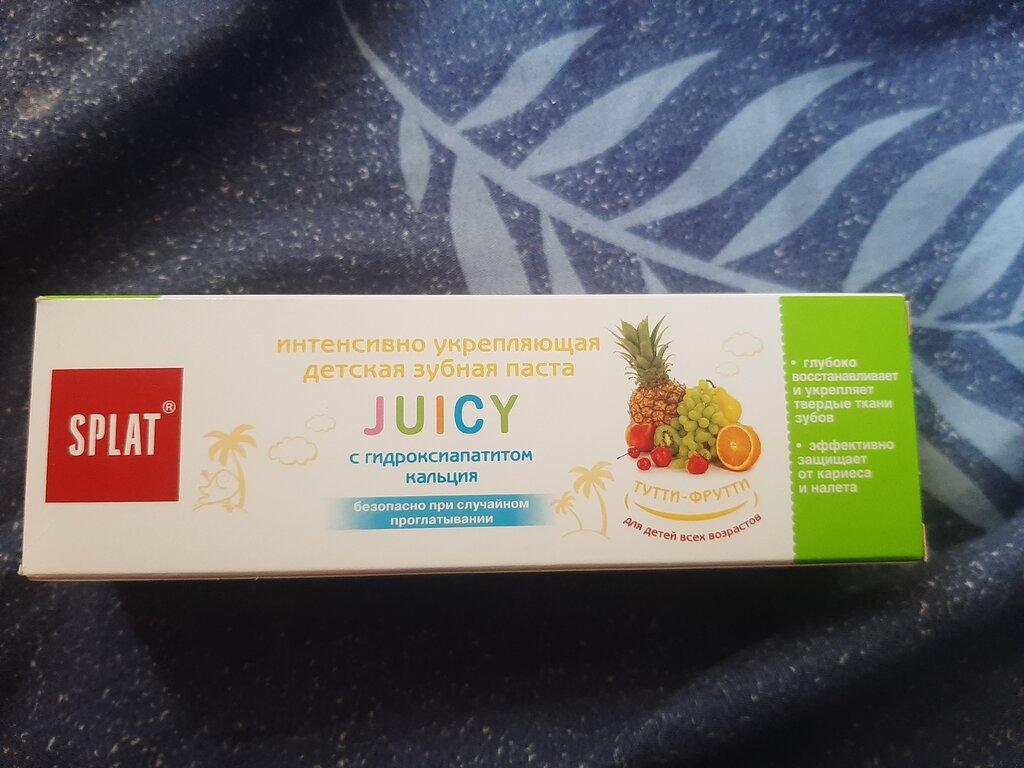 SPLAT®
интенсивно укрепляющая
детская зубная паста
JUICY
с гидроксиапатитом
кальция
безопасно при случайном
проглатывании
ТУТТИ-ФРУТТИ
для детей всех возрастов
• глубоко
восстанавливает
и укрепляет
твердые ткани
зубов
• эффективно
защищает
от кариеса
и налета